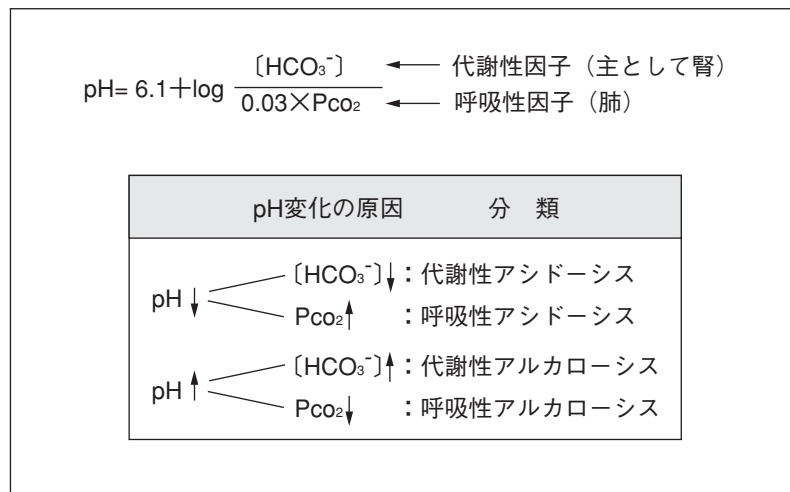 pH= 6.1＋log 〔HCO₃⁻〕 ← 代謝性因子（主として腎）
0.03×Pco₂ ← 呼吸性因子（肺）
pH変化の原因 分　類
pH↓ 〔HCO₃⁻〕↓：代謝性アシドーシス
Pco₂↑ ：呼吸性アシドーシス
pH↑ 〔HCO₃⁻〕↑：代謝性アルカローシス
Pco₂↓ ：呼吸性アルカローシス